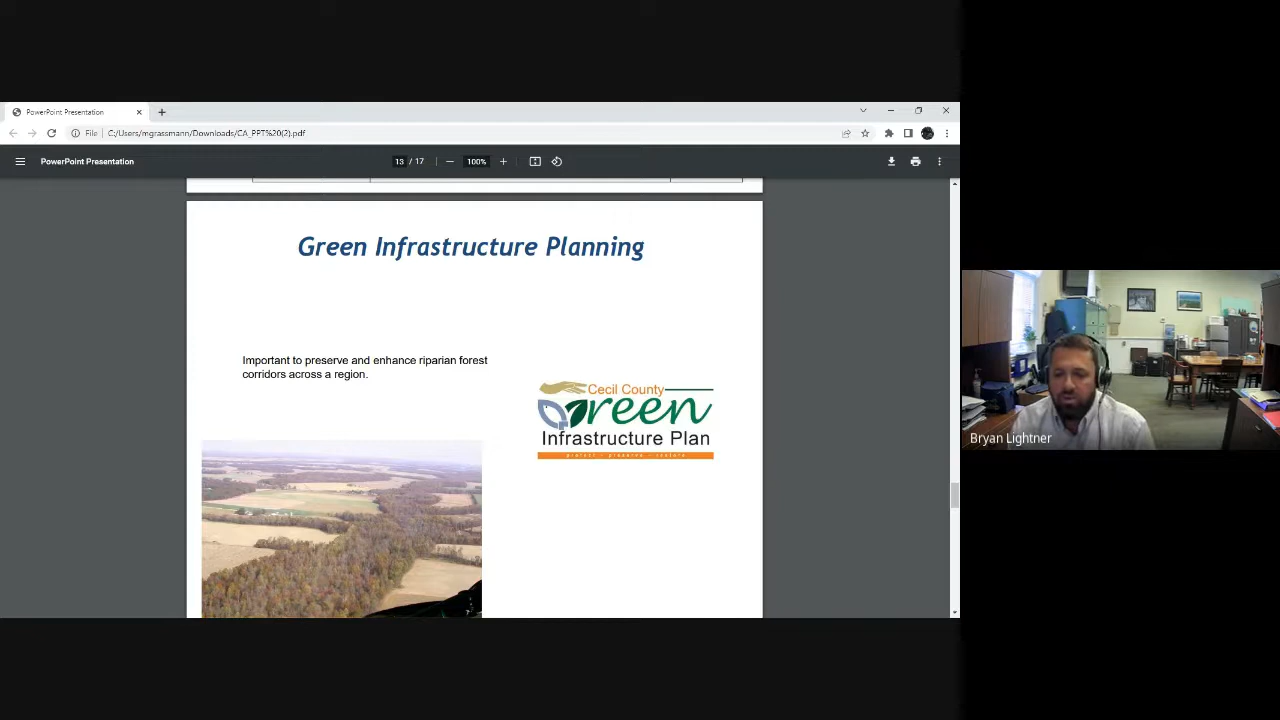 PowerPoint Presentation
File
C:/Users/mgrassmann/Downloads/CA_PPT%20(2).pdf
PowerPoint Presentation
13 / 17
100%
Green Infrastructure Planning
Important to preserve and enhance riparian forest
corridors across a region.
Cecil County
Green
Infrastructure Plan
protect – preserve – restore
Bryan Lightner